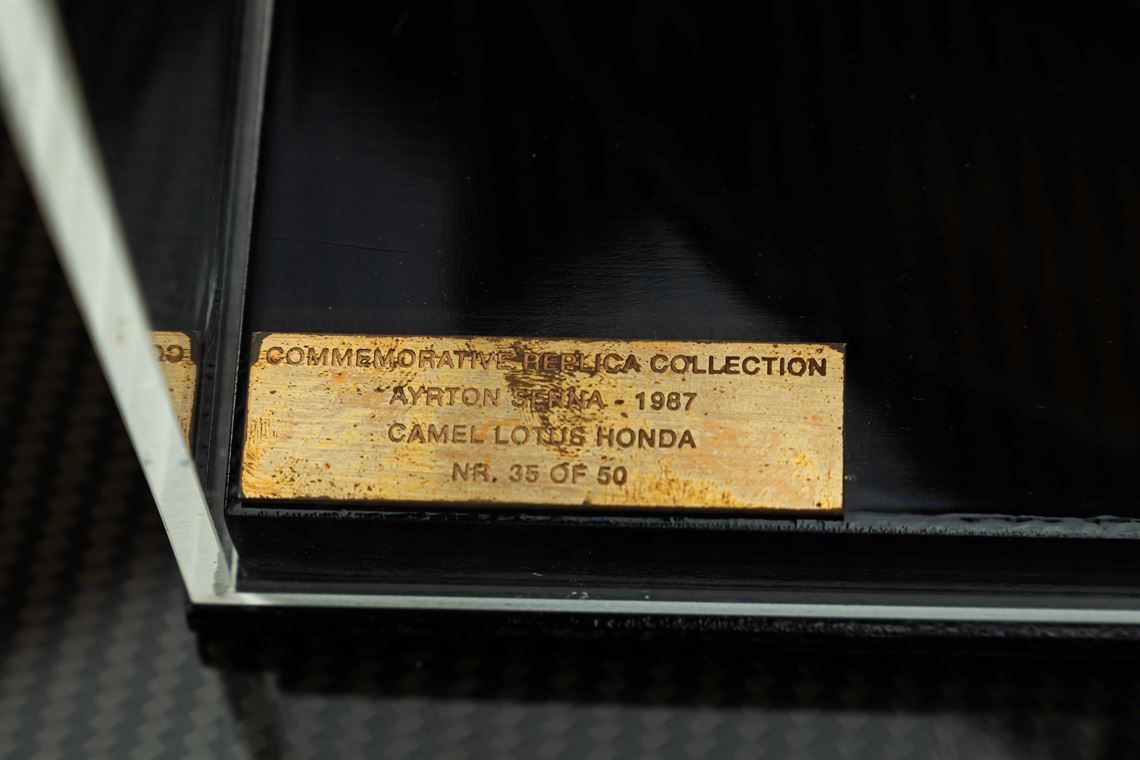 COMMEMORATIVE REPLICA COLLECTION
AYRTON SENNA - 1987
CAMEL LOTUS HONDA
NR. 35 OF 50